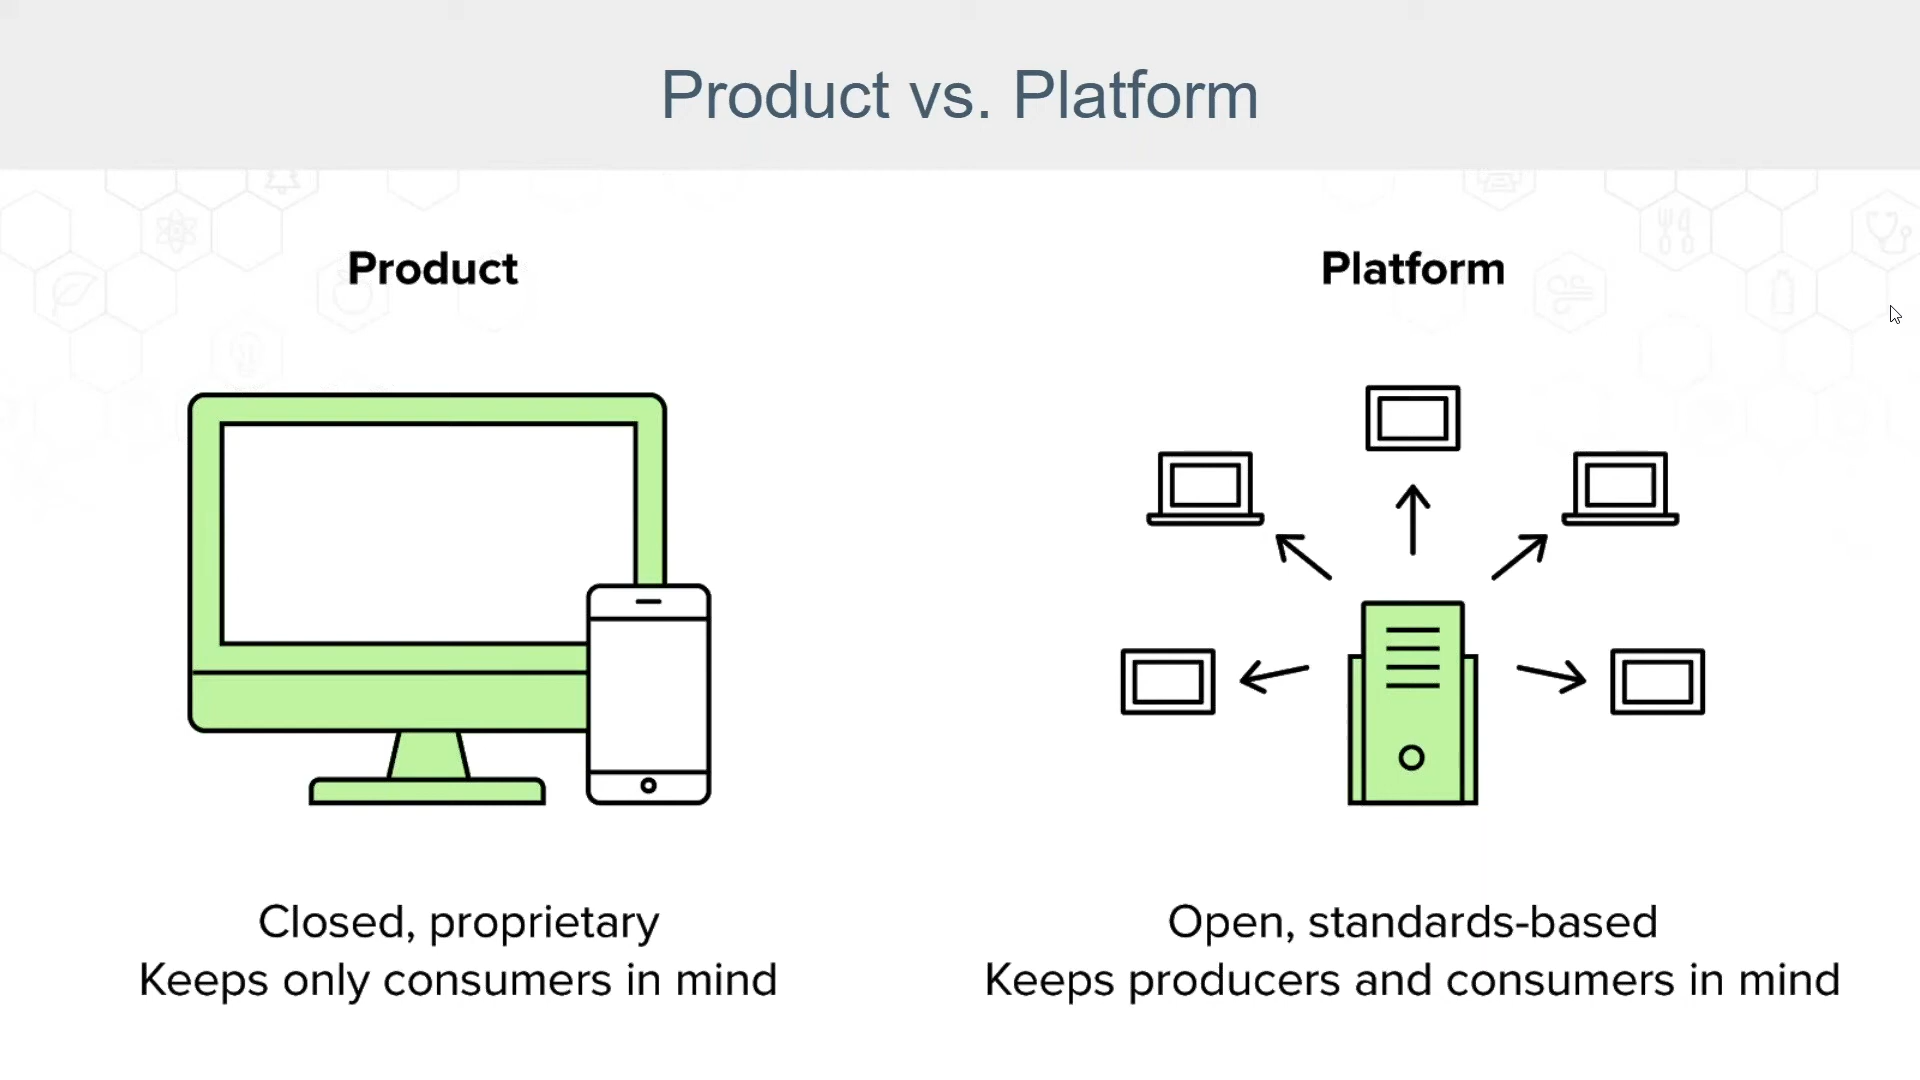 Product vs. Platform
Product
Platform
Closed, proprietary
Keeps only consumers in mind
Open, standards-based
Keeps producers and consumers in mind